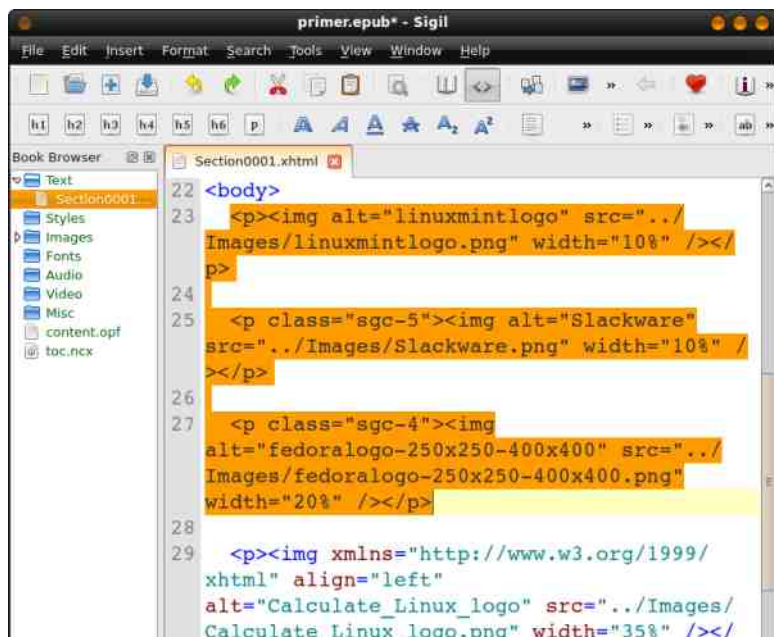 primer.epub* - Sigil
File Edit Insert Format Search Tools View Window Help
h1 h2 h3 h4 h5 h6 p A A A A A₂ A² » » » ab »
Book Browser
Section0001.xhtml
Text
Section0001...
Styles
Images
Fonts
Audio
Video
Misc
content.opf
toc.ncx
22 <body>
23 <p><img alt="linuxmintlogo" src="../
Images/linuxmintlogo.png" width="10%" /></
p>
24
25 <p class="sgc-5"><img alt="Slackware"
src="../Images/Slackware.png" width="10%" /
></p>
26
27 <p class="sgc-4"><img
alt="fedoralogo-250x250-400x400" src="../
Images/fedoralogo-250x250-400x400.png"
width="20%" /></p>
28
29 <p><img xmlns="http://www.w3.org/1999/
xhtml" align="left"
alt="Calculate_Linux_logo" src="../Images/
Calculate_Linux_logo.png" width="35%" /></